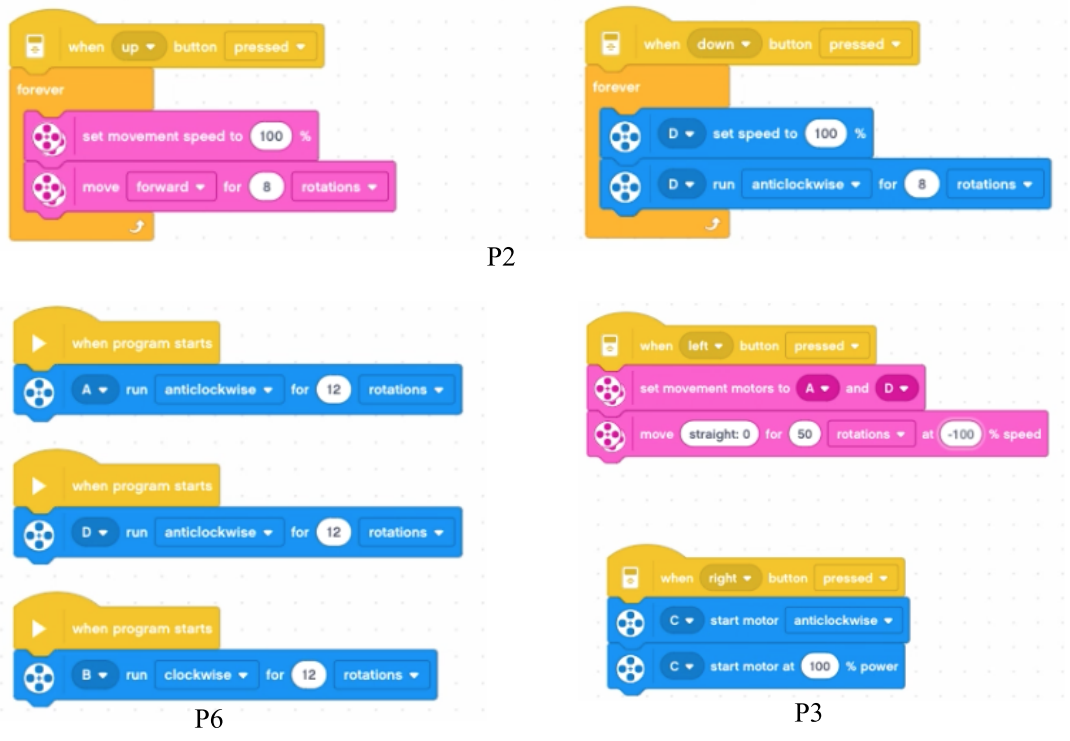 when up button pressed
forever
set movement speed to 100 %
move forward for 8 rotations
when down button pressed
forever
D set speed to 100 %
D run anticlockwise for 8 rotations
P2
when program starts
A run anticlockwise for 12 rotations
when program starts
D run anticlockwise for 12 rotations
when program starts
B run clockwise for 12 rotations
P6
when left button pressed
set movement motors to A and D
move straight: 0 for 50 rotations at -100 % speed
when right button pressed
C start motor anticlockwise
C start motor at 100 % power
P3